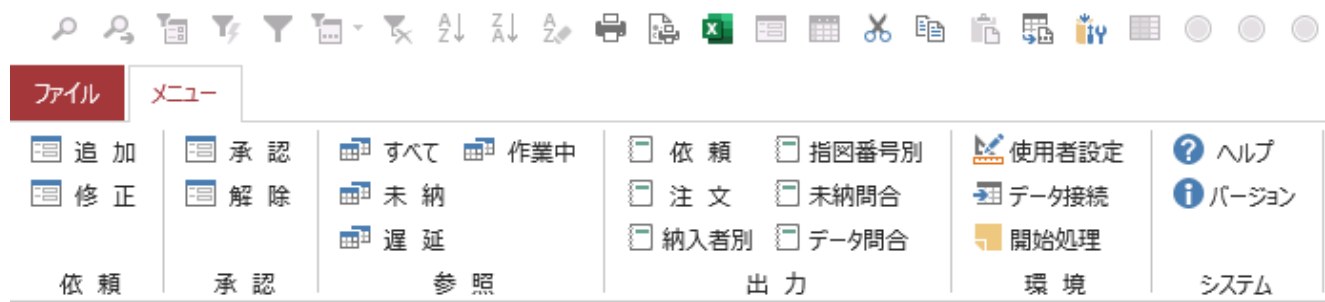 ファイル メニュー
追 加 承 認 すべて 作業中 依 頼 指図番号別 使用者設定 ヘルプ
修 正 解 除 未 納 注 文 未納問合 データ接続 バージョン
遅 延 納入者別 データ問合 開始処理
依 頼 承 認 参 照 出 力 環 境 システム